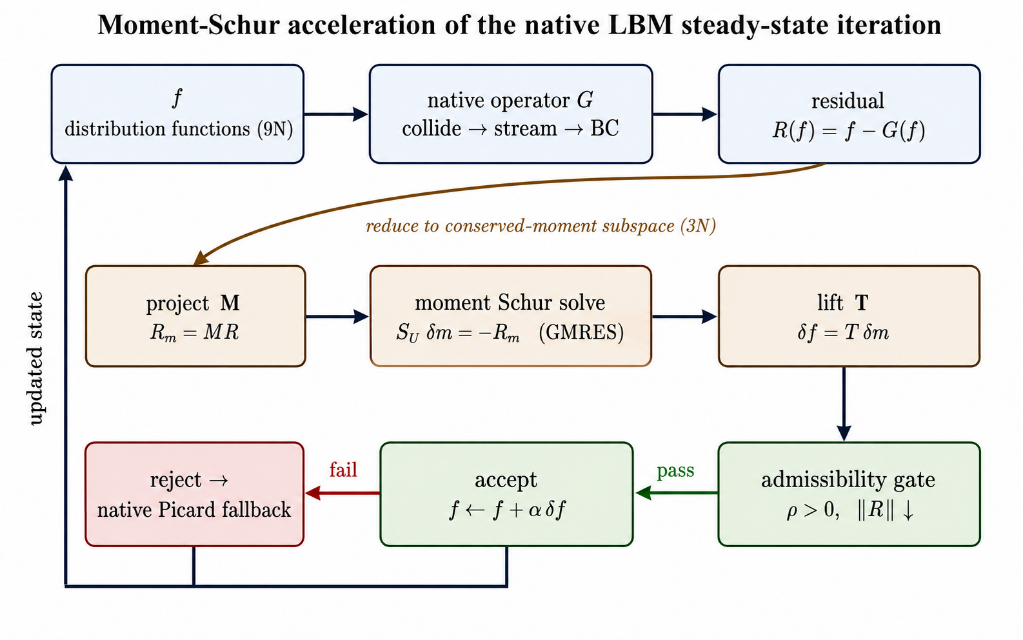 Moment-Schur acceleration of the native LBM steady-state iteration
f
distribution functions (9N)
native operator G
collide → stream → BC
residual
R(f) = f − G(f)
reduce to conserved-moment subspace (3N)
project M
R_m = MR
moment Schur solve
S_U δm = −R_m (GMRES)
lift T
δf = T δm
updated state
reject →
native Picard fallback
fail
accept
f ← f + α δf
pass
admissibility gate
ρ > 0, ‖R‖ ↓